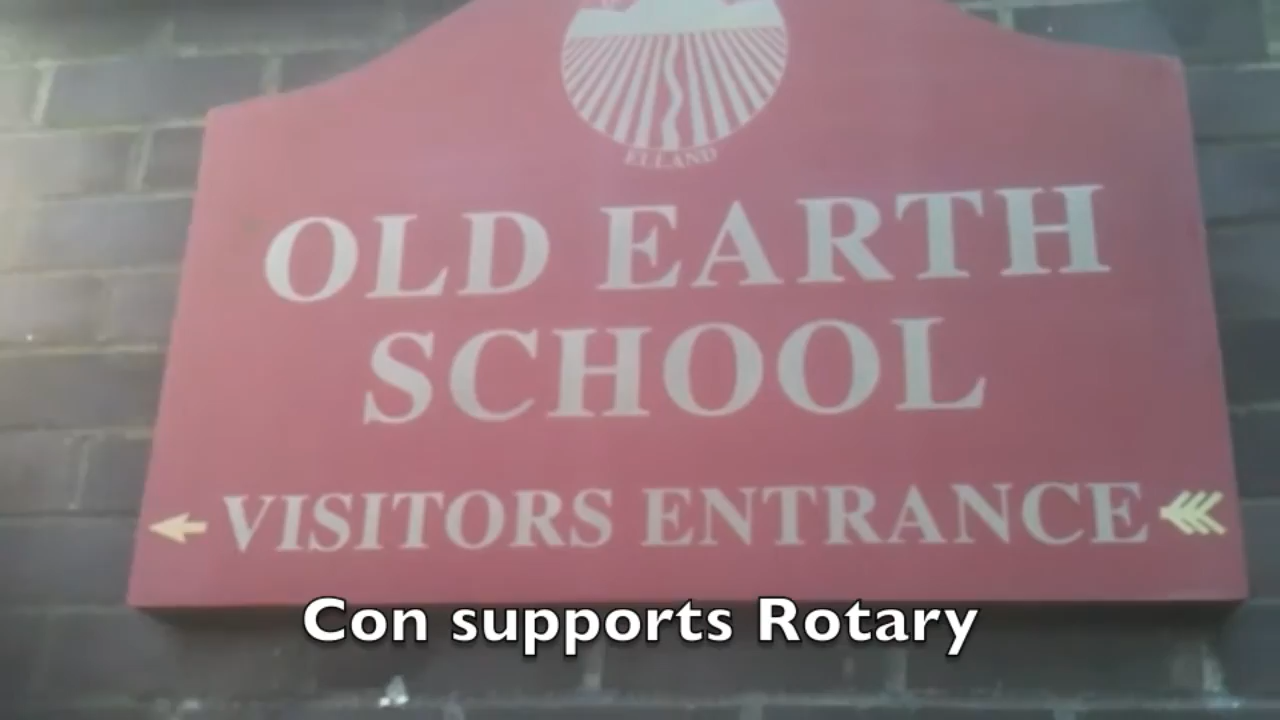 ELLAND
OLD EARTH
SCHOOL
VISITORS ENTRANCE
Con supports Rotary